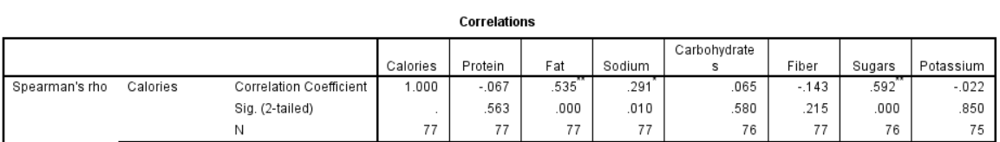 Correlations
Calories Protein Fat Sodium Carbohydrate
s Fiber Sugars Potassium
Spearman's rho Calories Correlation Coefficient 1.000 -.067 .535** .291* .065 -.143 .592** -.022
Sig. (2-tailed) . .563 .000 .010 .580 .215 .000 .850
N 77 77 77 77 76 77 76 75